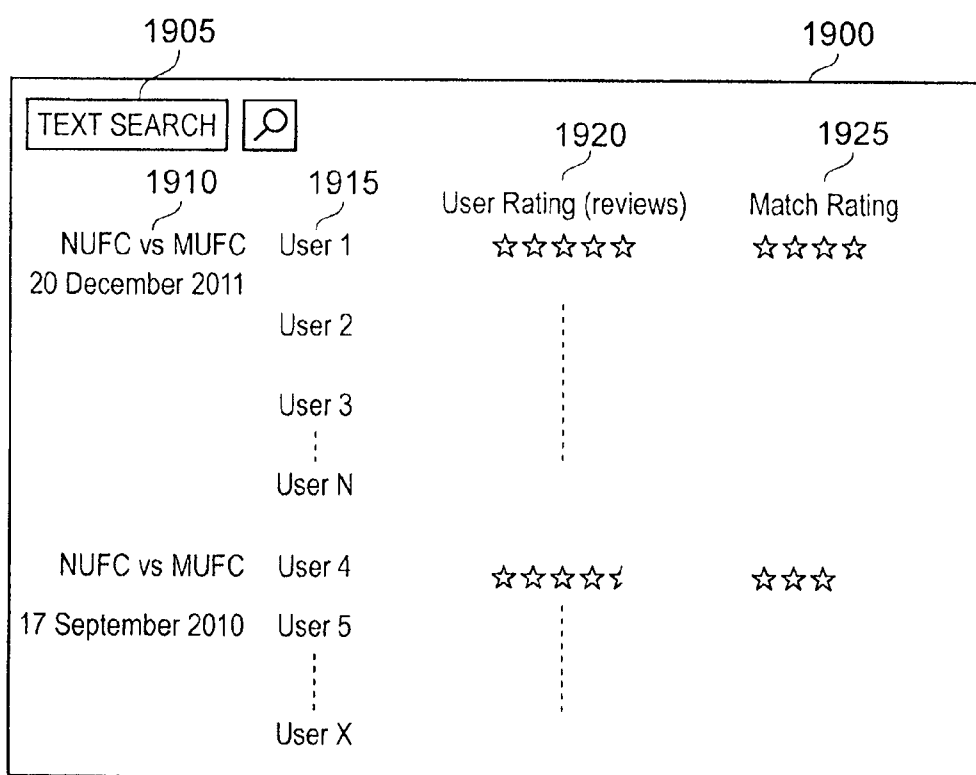 1905
1900
TEXT SEARCH
1920
1925
1910
1915
User Rating (reviews)
Match Rating
NUFC vs MUFC User 1
20 December 2011
User 2
User 3
User N
NUFC vs MUFC User 4
17 September 2010 User 5
User X